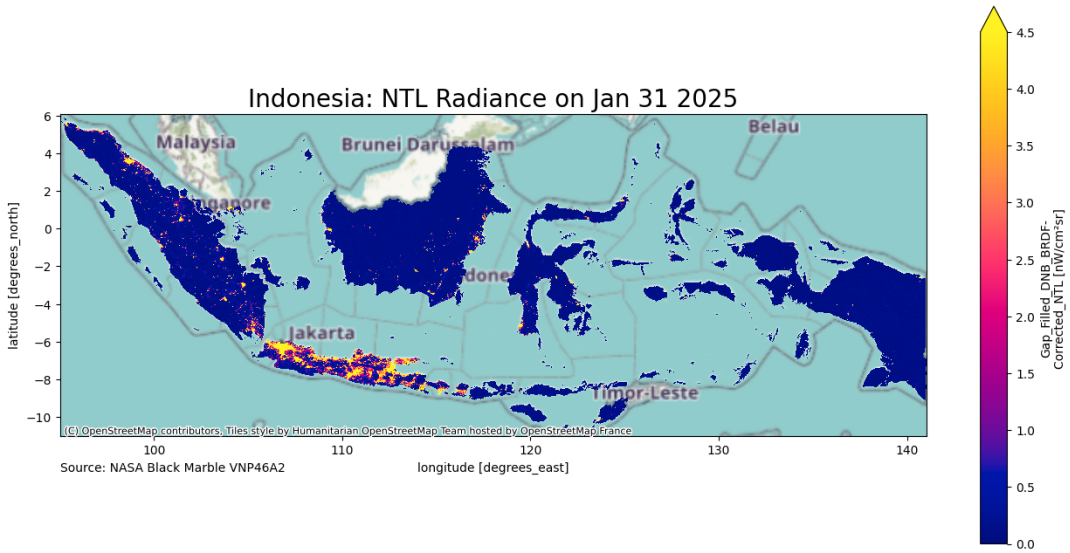 Indonesia: NTL Radiance on Jan 31 2025
6
4
2
0
−2
−4
−6
−8
−10
latitude [degrees_north]
Malaysia
Brunei Darussalam
Belau
ngapore
ndones
Jakarta
Timor-Leste
(C) OpenStreetMap contributors, Tiles style by Humanitarian OpenStreetMap Team hosted by OpenStreetMap France
100
110
120
130
140
Source: NASA Black Marble VNP46A2
longitude [degrees_east]
4.5
4.0
3.5
3.0
2.5
2.0
1.5
1.0
0.5
0.0
Gap_Filled_DNB_BRDF-
Corrected_NTL [nW/cm²sr]